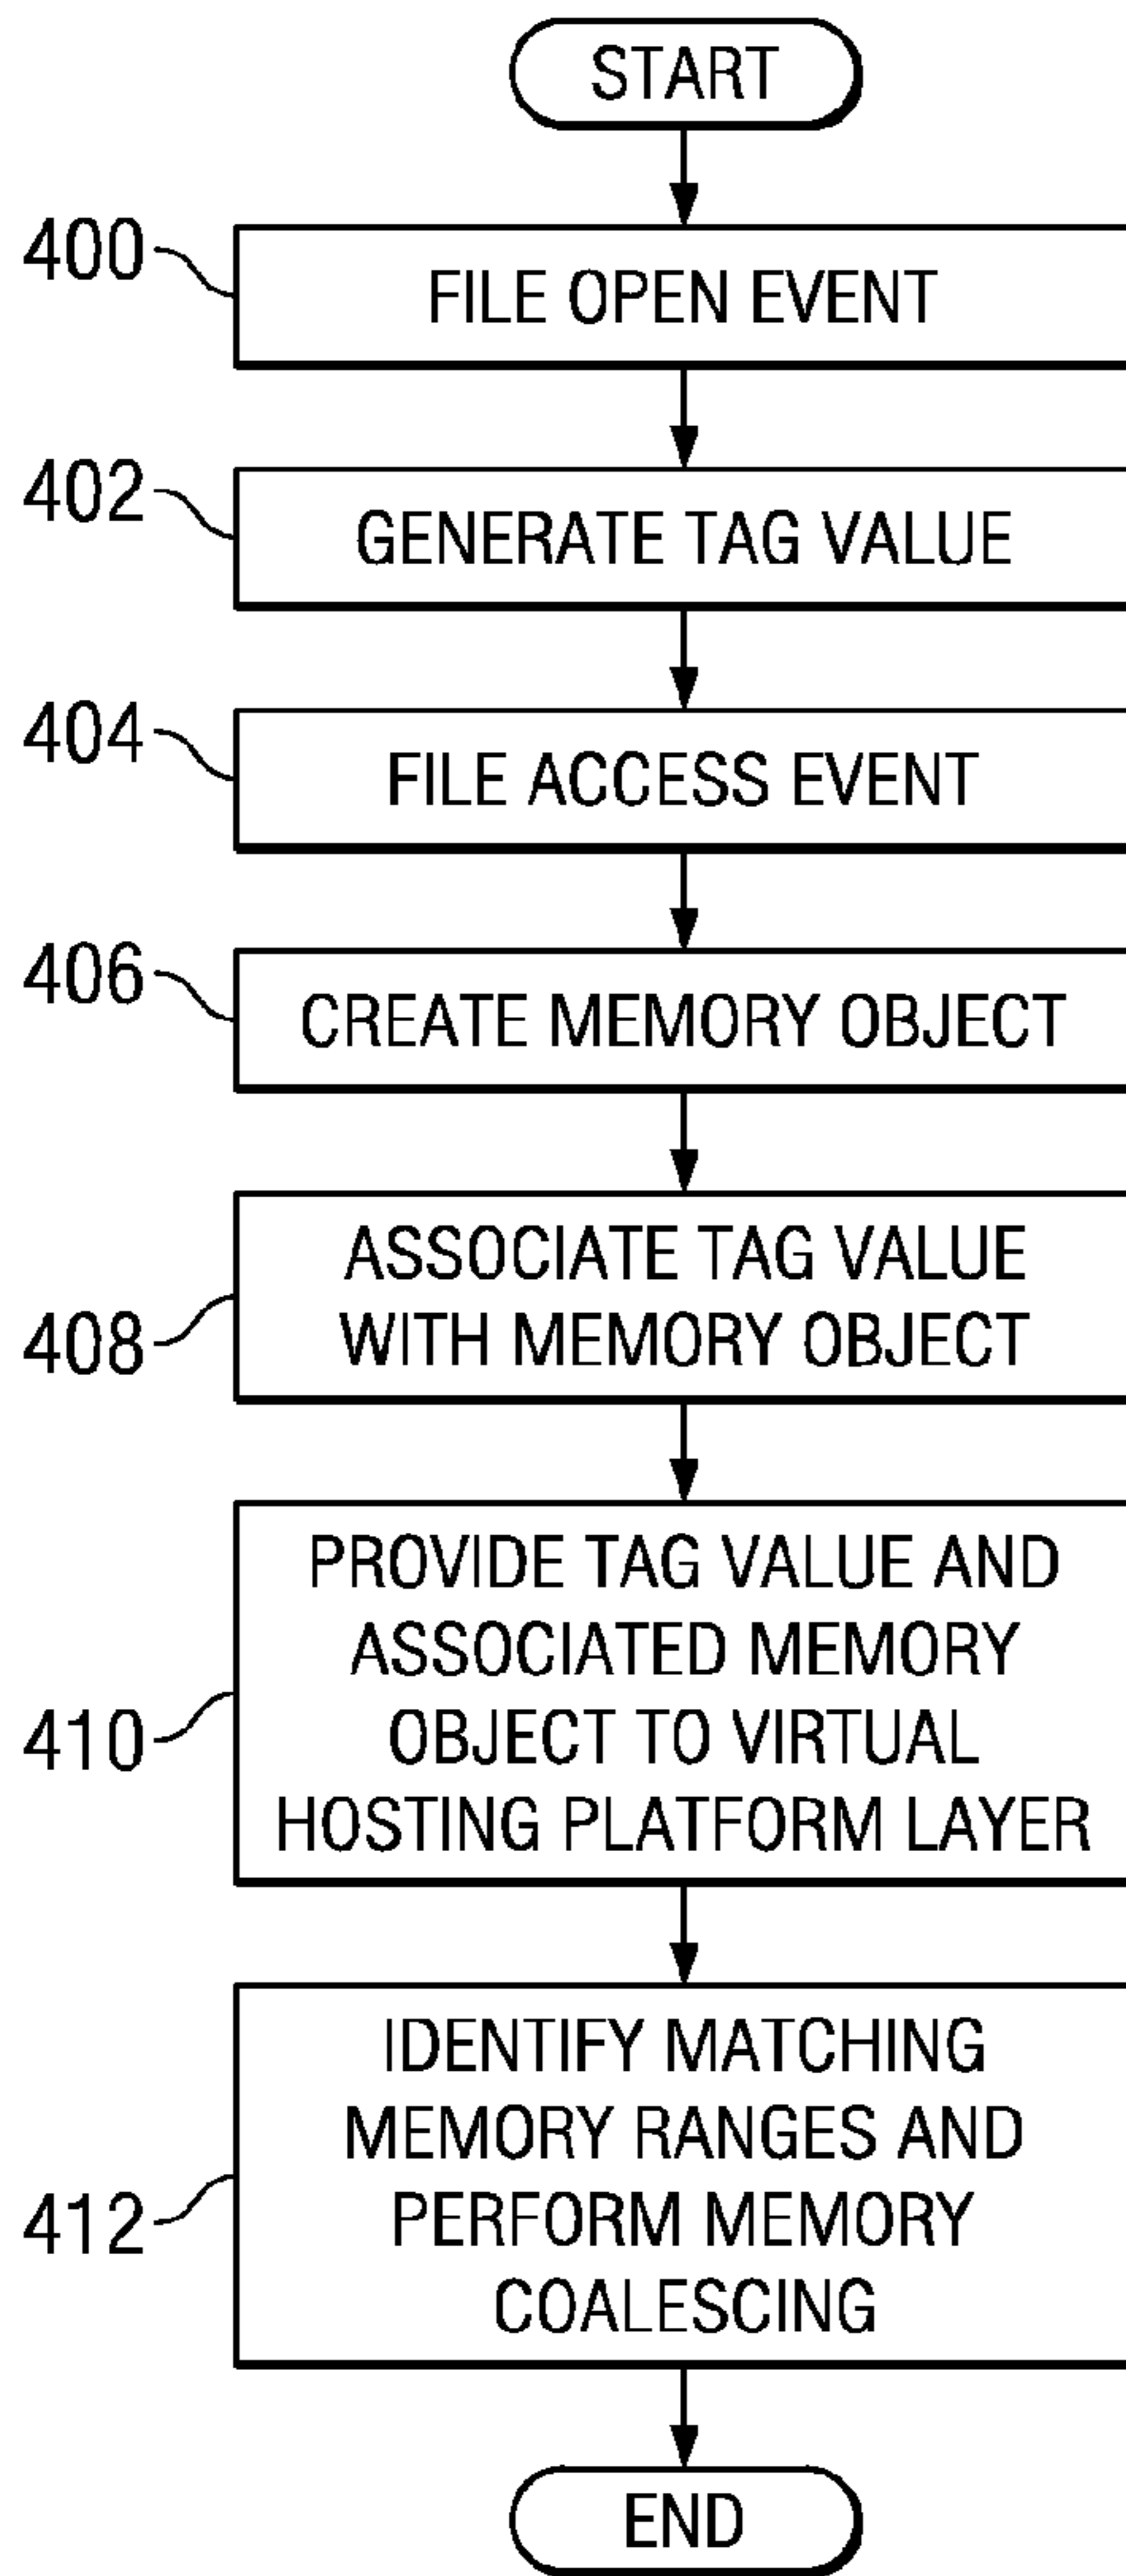 START
400
FILE OPEN EVENT
402
GENERATE TAG VALUE
404
FILE ACCESS EVENT
406
CREATE MEMORY OBJECT
408
ASSOCIATE TAG VALUE
WITH MEMORY OBJECT
410
PROVIDE TAG VALUE AND
ASSOCIATED MEMORY
OBJECT TO VIRTUAL
HOSTING PLATFORM LAYER
412
IDENTIFY MATCHING
MEMORY RANGES AND
PERFORM MEMORY
COALESCING
END